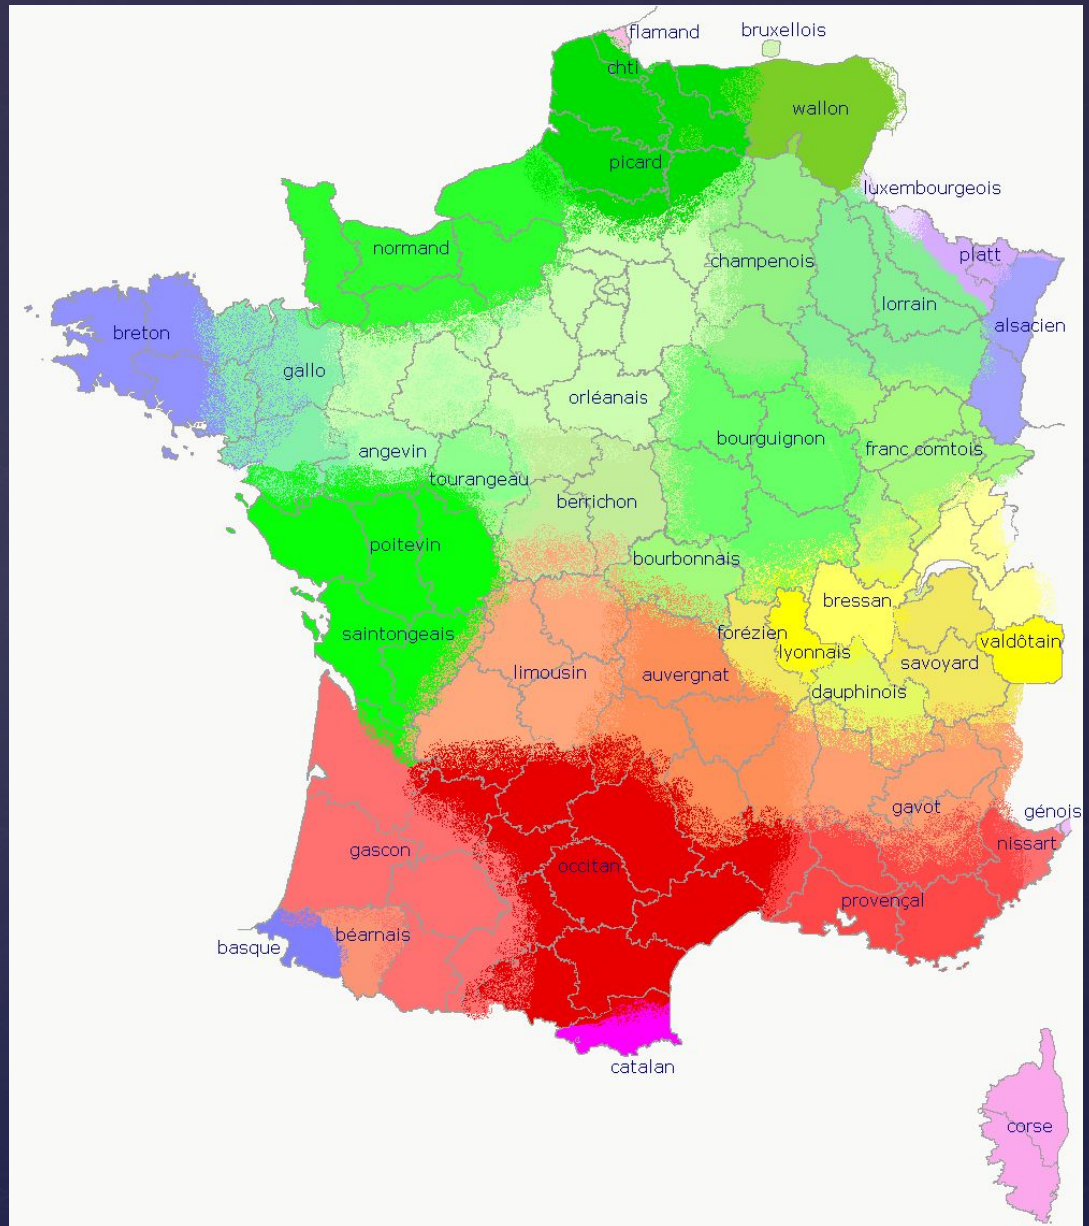 flamand
bruxellois
chti
wallon
picard
luxembourgeois
normand
champenois
platt
lorrain
alsacien
breton
gallo
orléanais
bourguignon
angevin
franc comtois
tourangeau
berrichon
poitevin
bourbonnais
bressan
saintongeais
forézien
lyonnais
valdôtain
savoyard
limousin
auvergnat
dauphinois
gavot
génois
nissart
gascon
occitan
provençal
béarnais
basque
catalan
corse